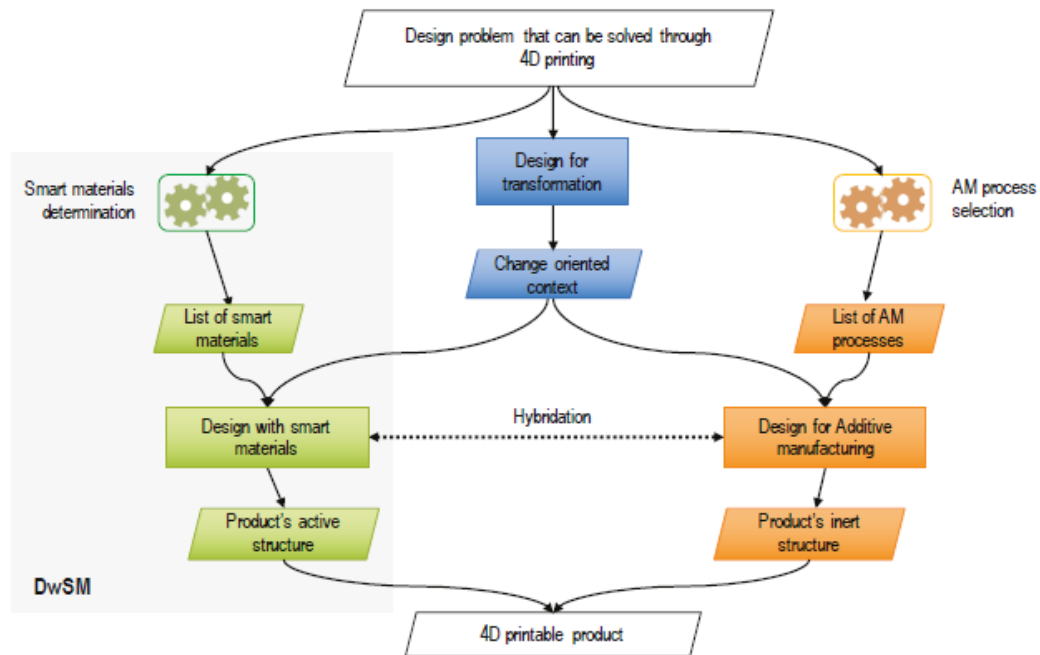 Design problem that can be solved through
4D printing
Smart materials
determination
Design for
transformation
AM process
selection
Change oriented
context
List of smart
materials
List of AM
processes
Hybridation
Design with smart
materials
Design for Additive
manufacturing
Product's active
structure
Product's inert
structure
DwSM
4D printable product